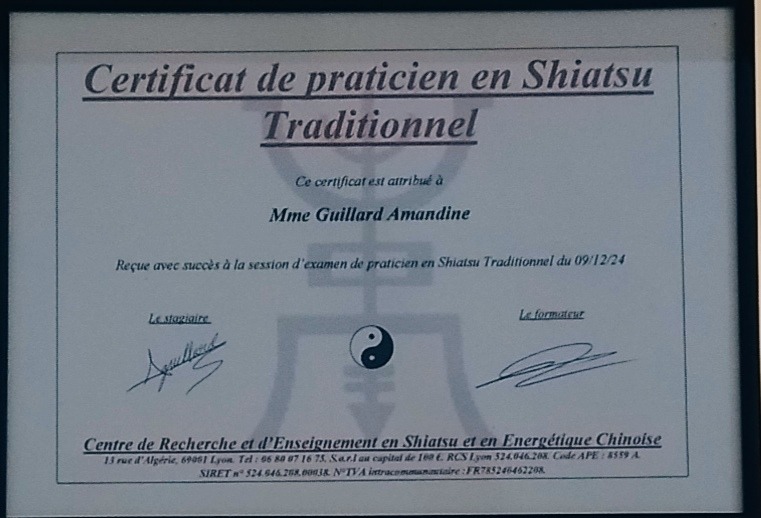 Certificat de praticien en Shiatsu
Traditionnel
Ce certificat est attribué à
Mme Guillard Amandine
Reçue avec succès à la session d'examen de praticien en Shiatsu Traditionnel du 09/12/24
Le stagiaire
Le formateur
Aguillard
Centre de Recherche et d'Enseignement en Shiatsu et en Energétique Chinoise
13 rue d'Algérie, 69001 Lyon. Tel : 06 80 07 16 75. S.a.r.l au capital de 100 €. RCS Lyon 524.046.208. Code APE : 8559 A.
SIRET n° 524.046.208.00038. N°TVA intracommunautaire :